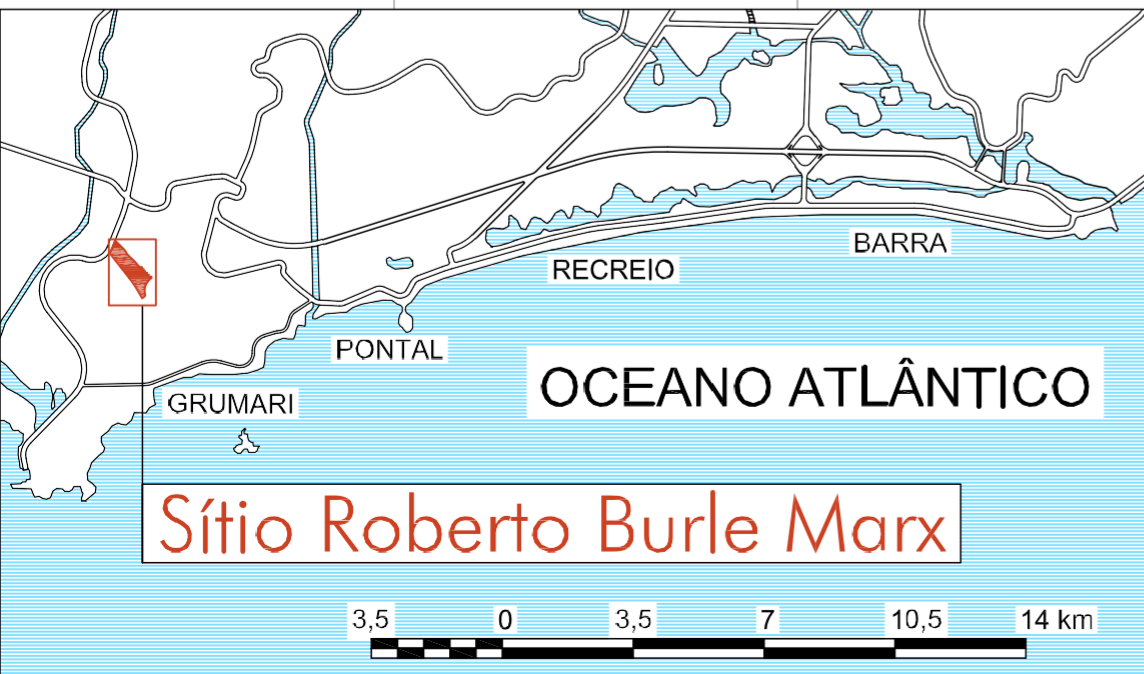 BARRA
RECREIO
PONTAL
OCEANO ATLÂNTICO
GRUMARI
Sítio Roberto Burle Marx
3,5 0 3,5 7 10,5 14 km